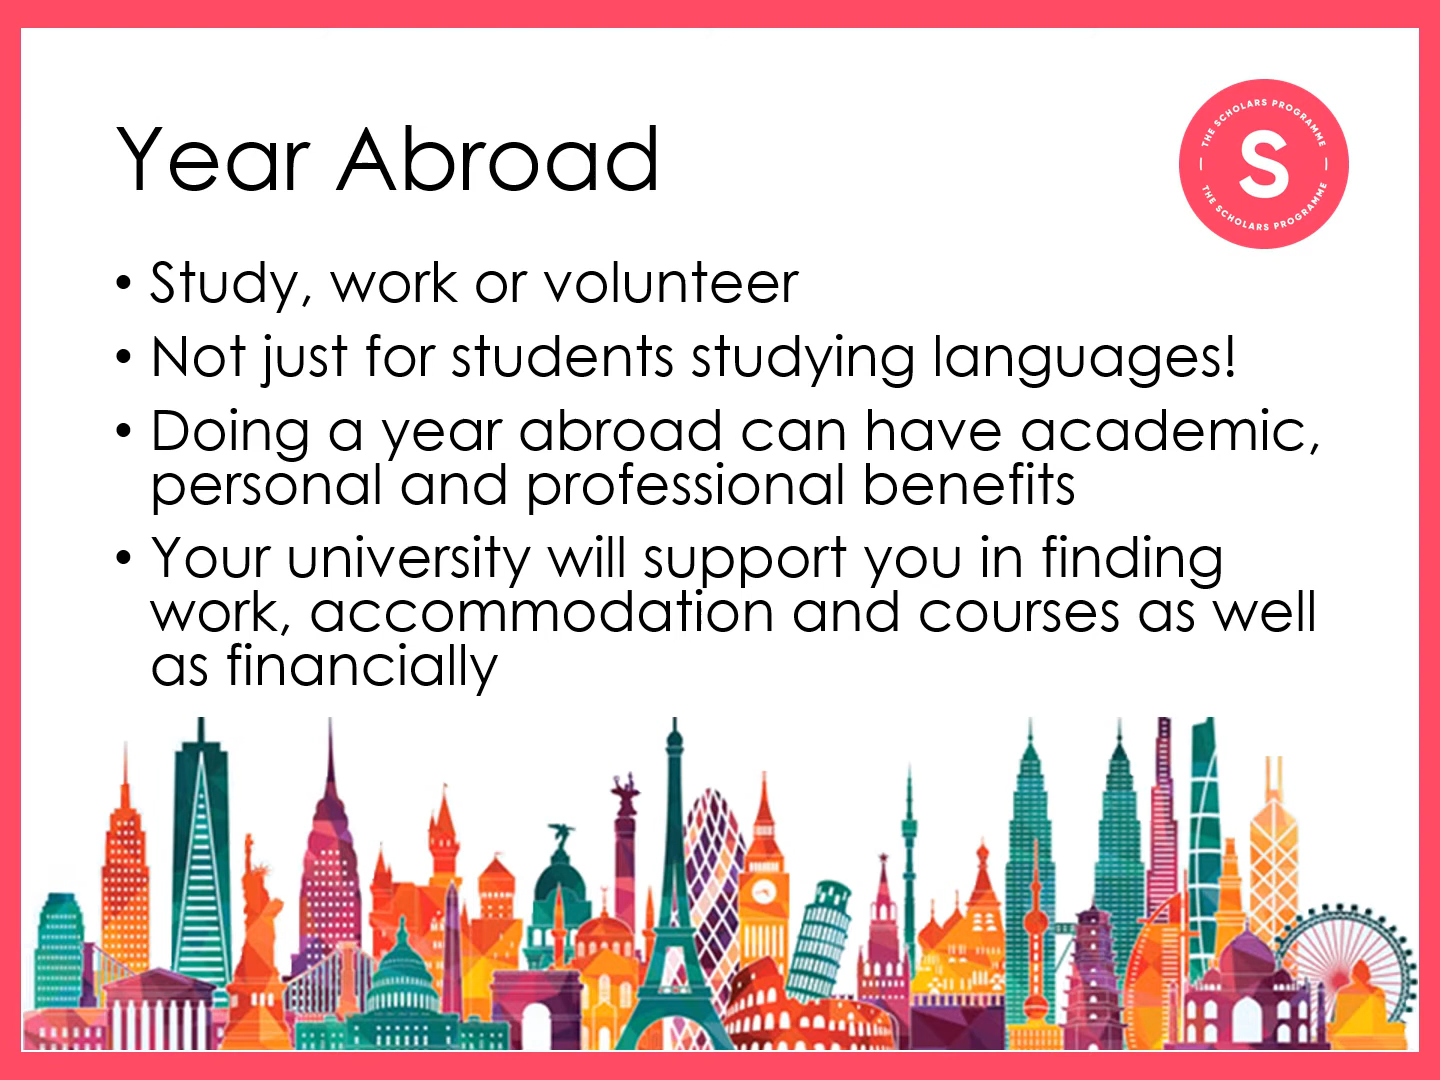 Year Abroad
THE SCHOLARS PROGRAMME
S
THE SCHOLARS PROGRAMME
• Study, work or volunteer
• Not just for students studying languages!
• Doing a year abroad can have academic,
personal and professional benefits
• Your university will support you in finding
work, accommodation and courses as well
as financially